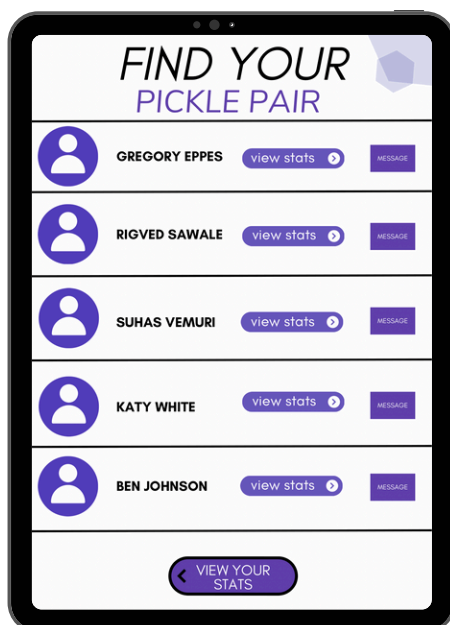 FIND YOUR
PICKLE PAIR
GREGORY EPPES view stats MESSAGE
RIGVED SAWALE view stats MESSAGE
SUHAS VEMURI view stats MESSAGE
KATY WHITE view stats MESSAGE
BEN JOHNSON view stats MESSAGE
VIEW YOUR
STATS